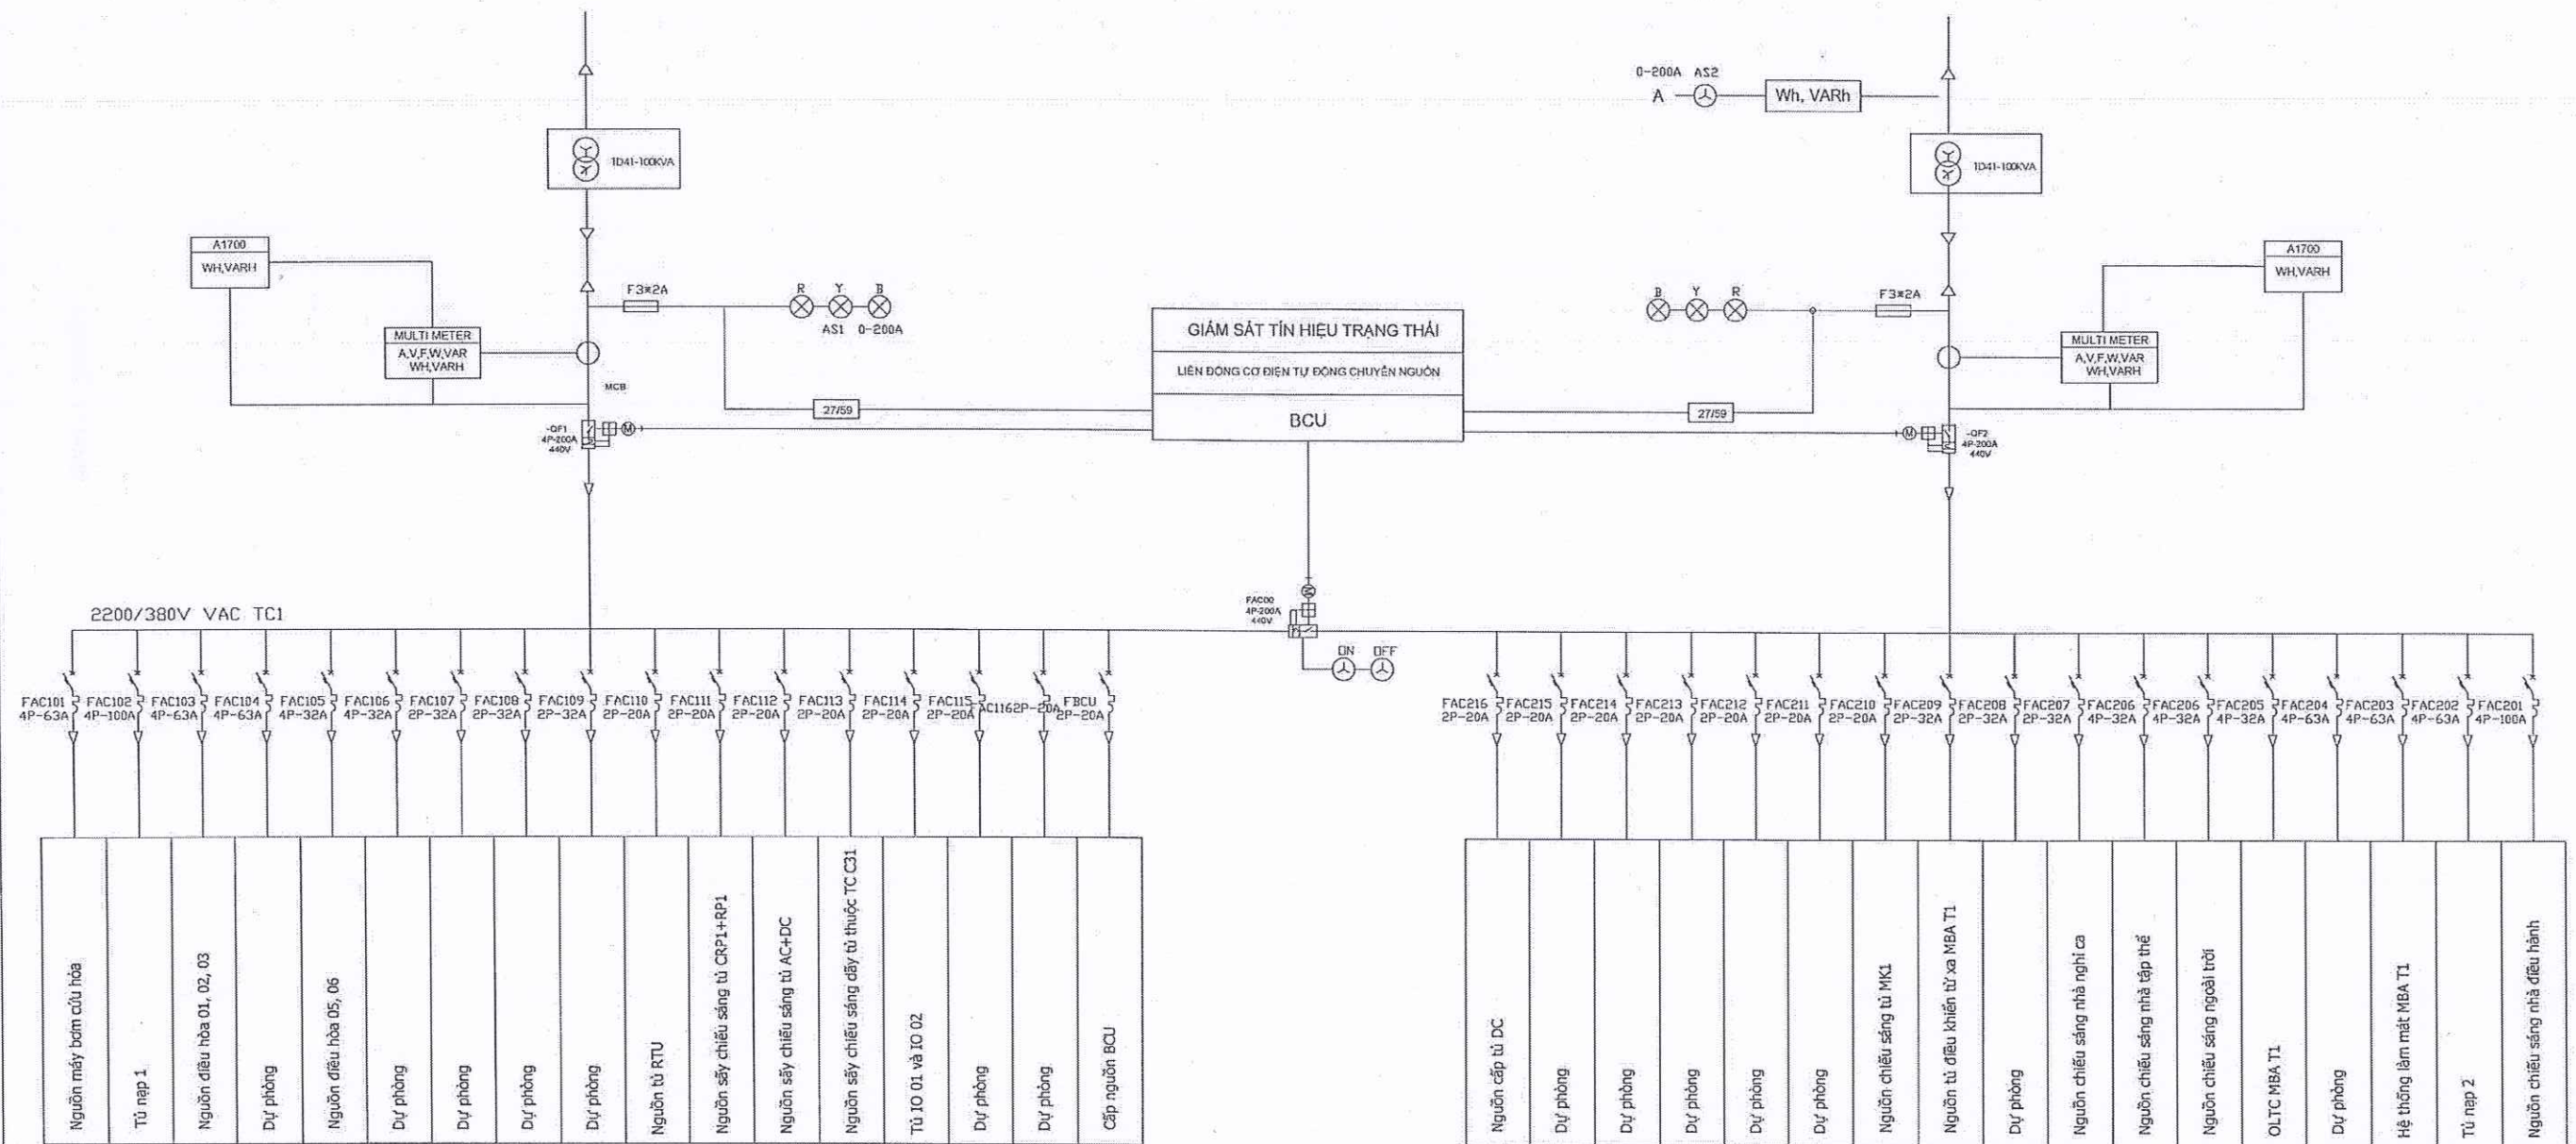 0-200A AS2
A
Wh, VARh
1D41-100KVA
1D41-100KVA
A1700
WH,VARH
A1700
WH,VARH
F3*2A
R Y B
AS1 0-200A
B Y R
F3*2A
MULTI METER
A,V,F,W,VAR
WH,VARH
MULTI METER
A,V,F,W,VAR
WH,VARH
GIÁM SÁT TÍN HIỆU TRẠNG THÁI
LIÊN ĐỘNG CƠ ĐIỆN TỰ ĐỘNG CHUYỂN NGUỒN
BCU
MCB
27/59
27/59
-QF1
4P-200A
440V
M
M
-QF2
4P-200A
440V
M
FAC00
4P-200A
440V
ON OFF
2200/380V VAC TC1
FAC101
4P-63A
FAC102
4P-100A
FAC103
4P-63A
FAC104
4P-63A
FAC105
4P-32A
FAC106
4P-32A
FAC107
2P-32A
FAC108
2P-32A
FAC109
2P-32A
FAC110
2P-20A
FAC111
2P-20A
FAC112
2P-20A
FAC113
2P-20A
FAC114
2P-20A
FAC115
2P-20A
FAC1162P-20A
FBCU
2P-20A
FAC216
2P-20A
FAC215
2P-20A
FAC214
2P-20A
FAC213
2P-20A
FAC212
2P-20A
FAC211
2P-20A
FAC210
2P-20A
FAC209
2P-32A
FAC208
2P-32A
FAC207
2P-32A
FAC206
4P-32A
FAC206
4P-32A
FAC205
4P-32A
FAC204
4P-63A
FAC203
4P-63A
FAC202
4P-63A
FAC201
4P-100A
Nguồn máy bơm cứu hỏa
Tủ nạp 1
Nguồn điều hòa 01, 02, 03
Dự phòng
Nguồn điều hòa 05, 06
Dự phòng
Dự phòng
Dự phòng
Dự phòng
Nguồn tủ RTU
Nguồn sấy chiếu sáng tủ CRP1+RP1
Nguồn sấy chiếu sáng tủ AC+DC
Nguồn sấy chiếu sáng dãy tủ thuộc TC C31
Tủ IO 01 và IO 02
Dự phòng
Dự phòng
Cấp nguồn BCU
Nguồn cấp tủ DC
Dự phòng
Dự phòng
Dự phòng
Dự phòng
Dự phòng
Nguồn chiếu sáng tủ MK1
Nguồn tủ điều khiển từ xa MBA T1
Dự phòng
Nguồn chiếu sáng nhà nghỉ ca
Nguồn chiếu sáng nhà tập thể
Nguồn chiếu sáng ngoài trời
OLTC MBA T1
Dự phòng
Hệ thống làm mát MBA T1
Tủ nạp 2
Nguồn chiếu sáng nhà điều hành